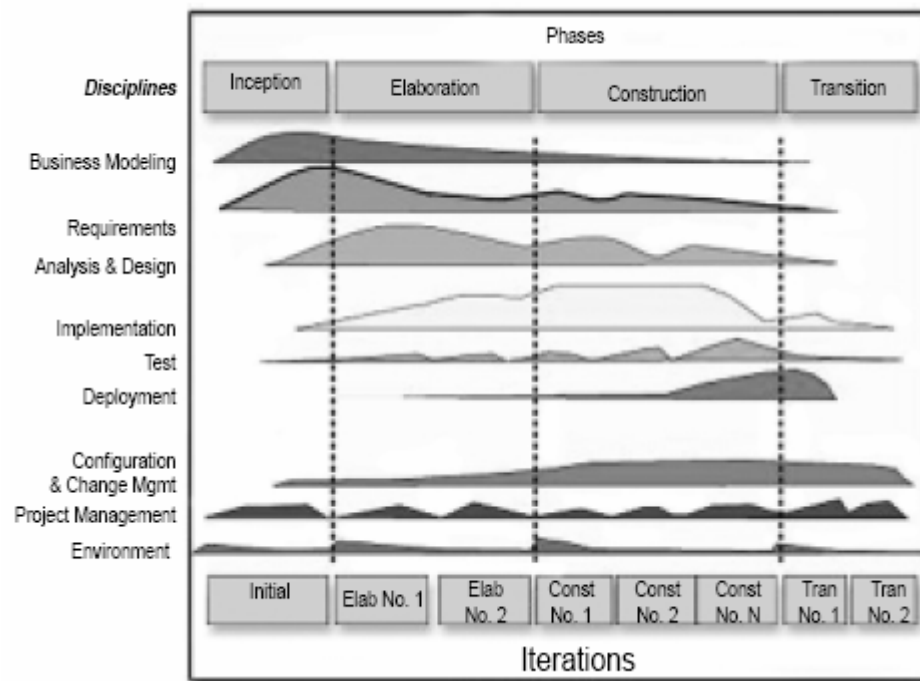 Phases
Disciplines
Inception
Elaboration
Construction
Transition
Business Modeling
Requirements
Analysis & Design
Implementation
Test
Deployment
Configuration
& Change Mgmt
Project Management
Environment
Initial
Elab No. 1
Elab
No. 2
Const
No. 1
Const
No. 2
Const
No. N
Tran
No. 1
Tran
No. 2
Iterations